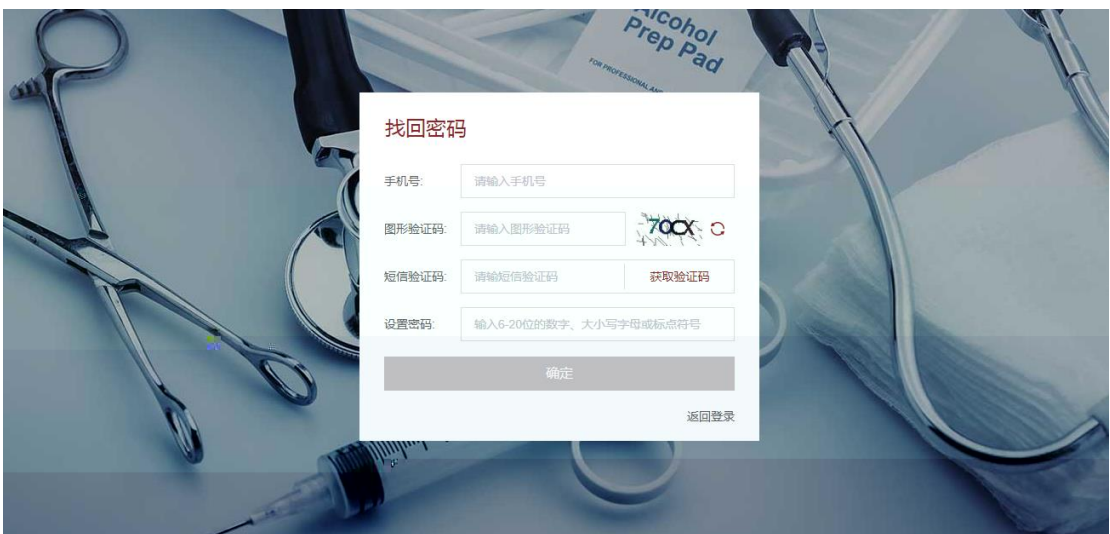 Alcohol
Prep Pad
找回密码
手机号: 请输入手机号
图形验证码: 请输入图形验证码 70CX
短信验证码: 请输短信验证码 获取验证码
设置密码: 输入6-20位的数字、大小写字母或标点符号
确定
返回登录